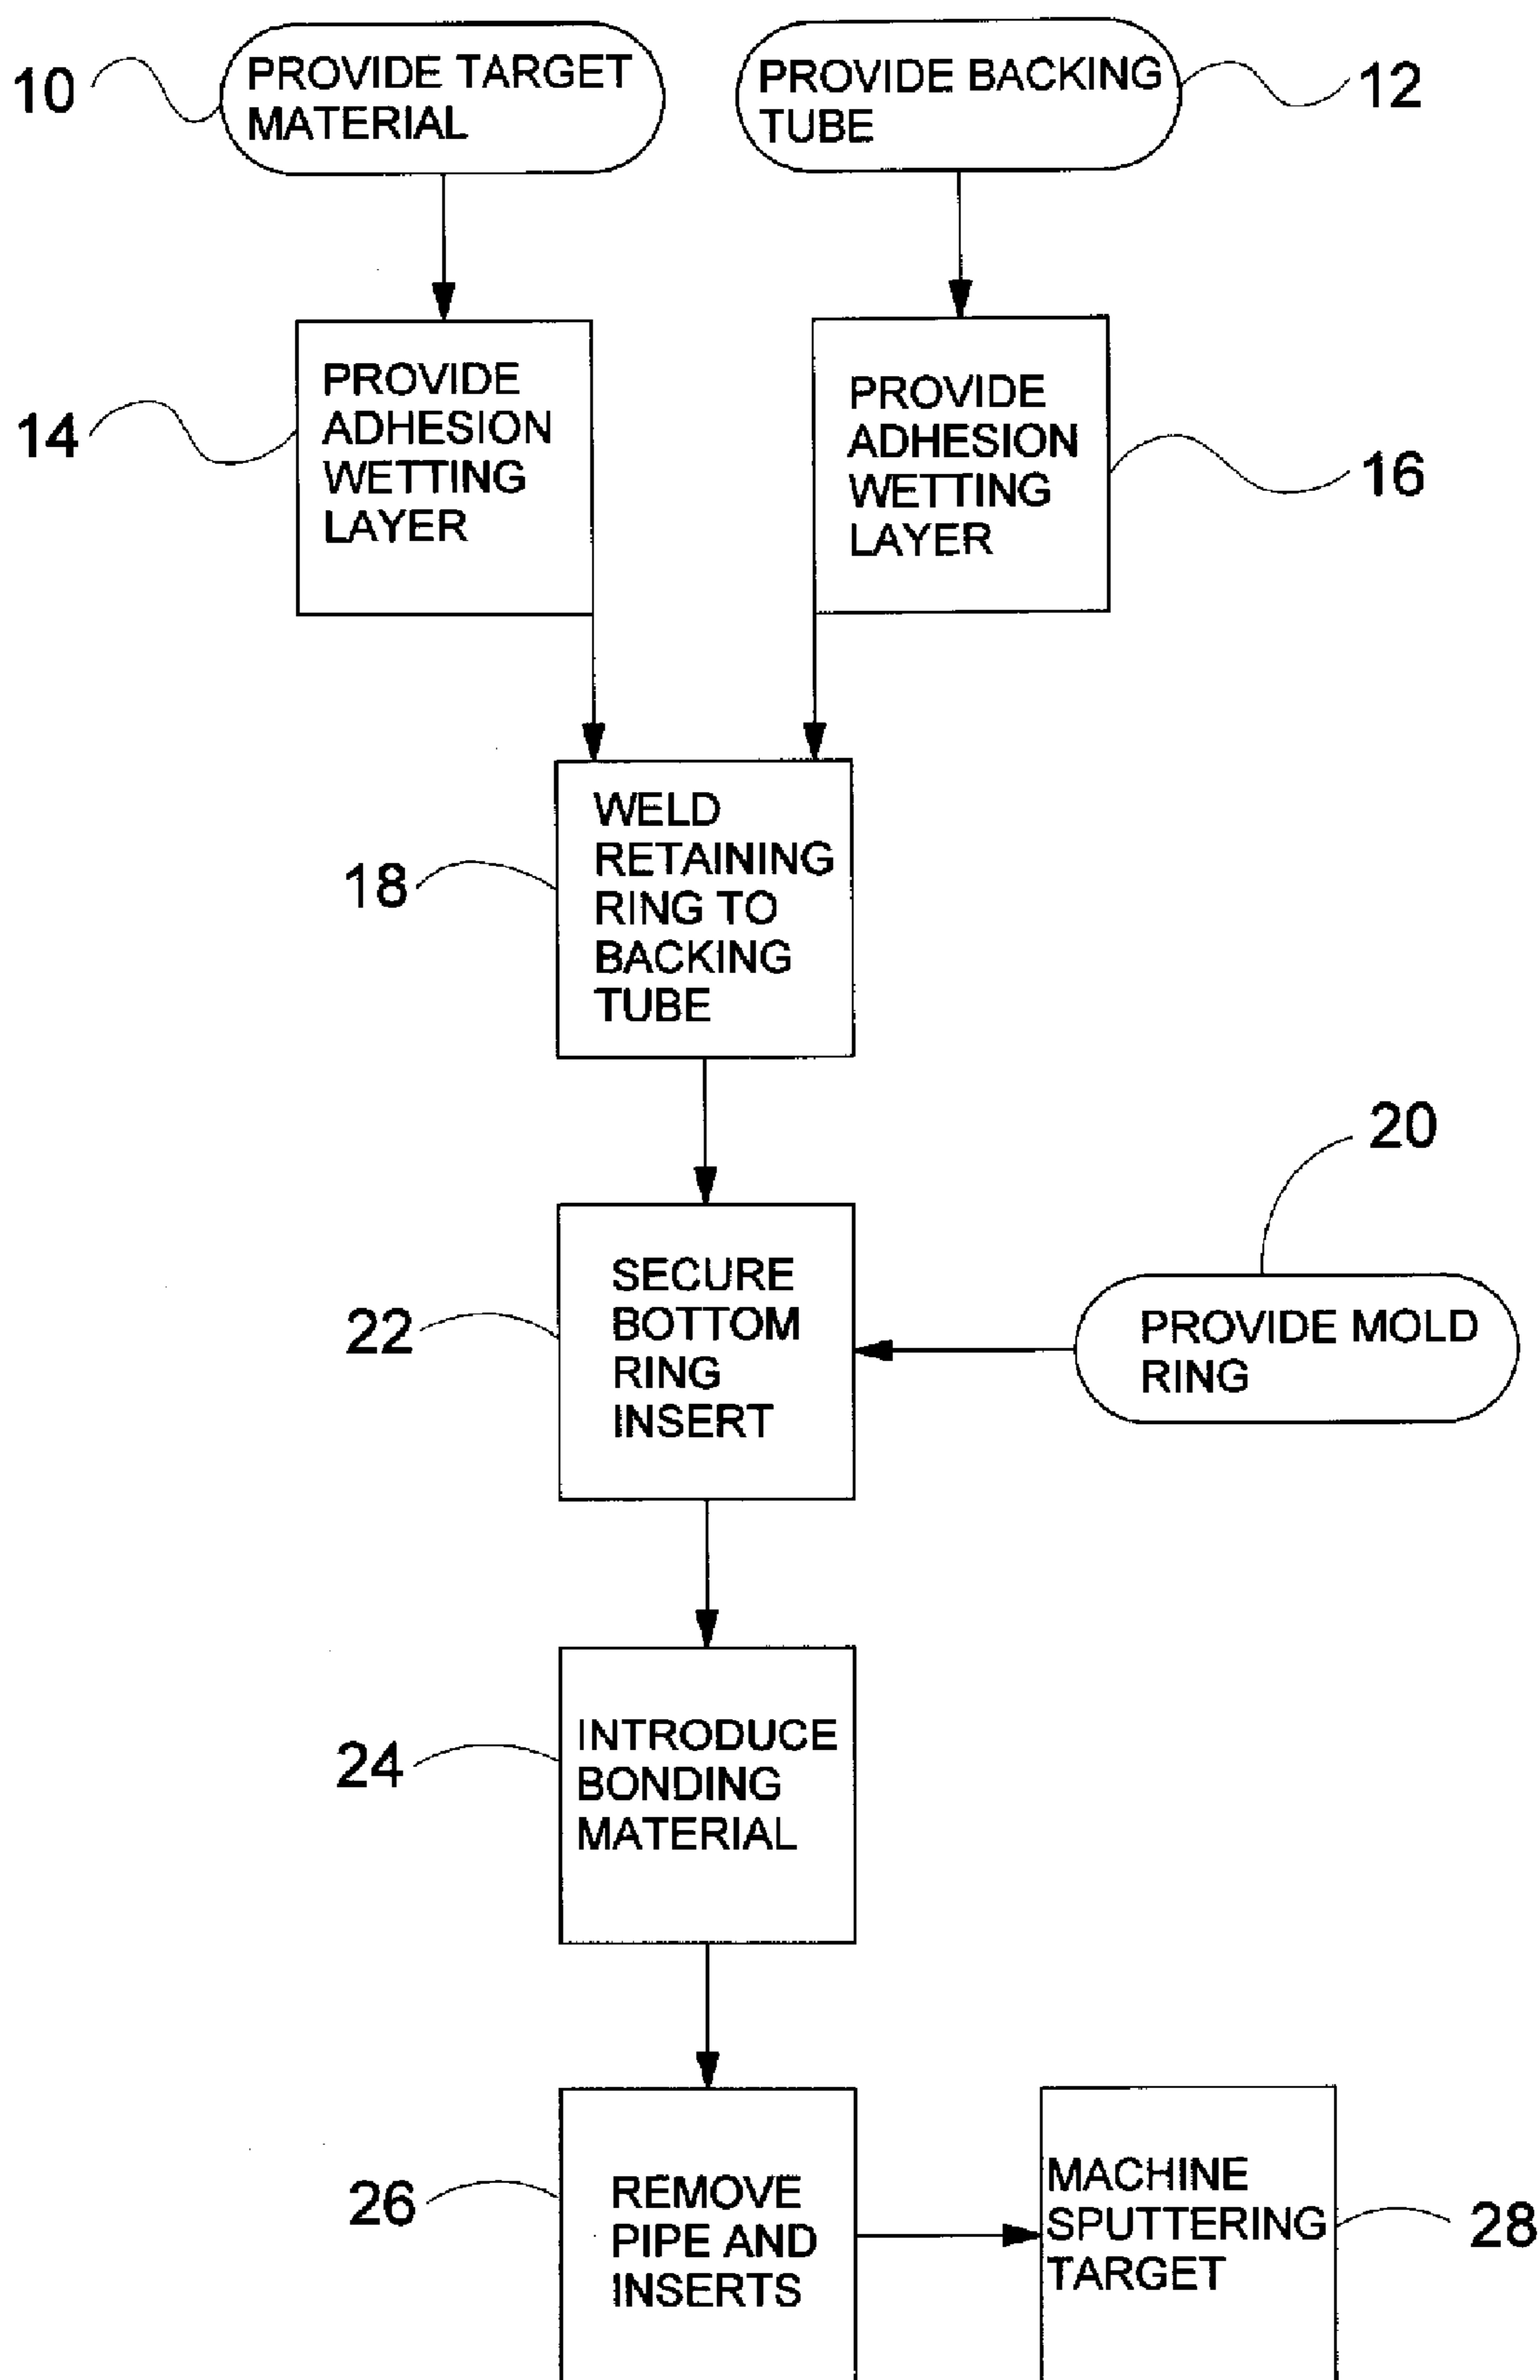 10
PROVIDE TARGET
MATERIAL
PROVIDE BACKING
TUBE
12
14
PROVIDE
ADHESION
WETTING
LAYER
PROVIDE
ADHESION
WETTING
LAYER
16
18
WELD
RETAINING
RING TO
BACKING
TUBE
20
22
SECURE
BOTTOM
RING
INSERT
PROVIDE MOLD
RING
24
INTRODUCE
BONDING
MATERIAL
26
REMOVE
PIPE AND
INSERTS
MACHINE
SPUTTERING
TARGET
28